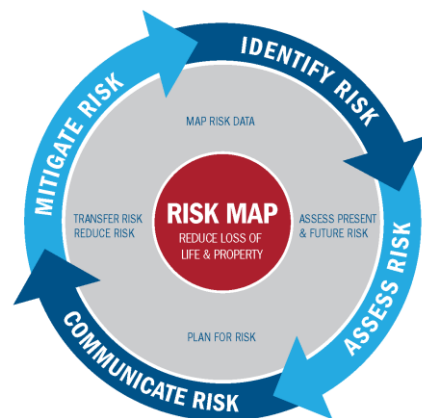 IDENTIFY RISK
ASSESS RISK
COMMUNICATE RISK
MITIGATE RISK
MAP RISK DATA
TRANSFER RISK
REDUCE RISK
RISK MAP
REDUCE LOSS OF
LIFE & PROPERTY
ASSESS PRESENT
& FUTURE RISK
PLAN FOR RISK